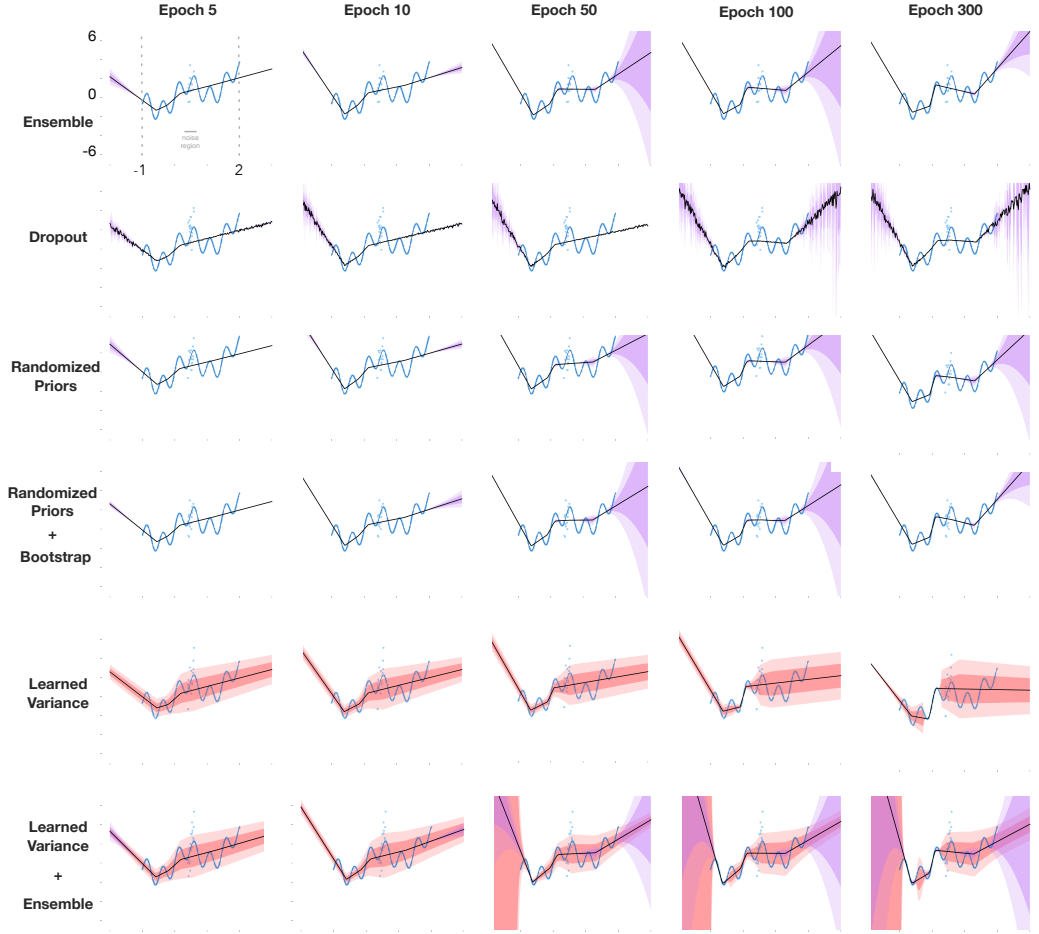 Epoch 5 Epoch 10 Epoch 50 Epoch 100 Epoch 300
6
0
Ensemble
noise
region
-6
-1 2
Dropout
Randomized
Priors
Randomized
Priors
+
Bootstrap
Learned
Variance
Learned
Variance
+
Ensemble